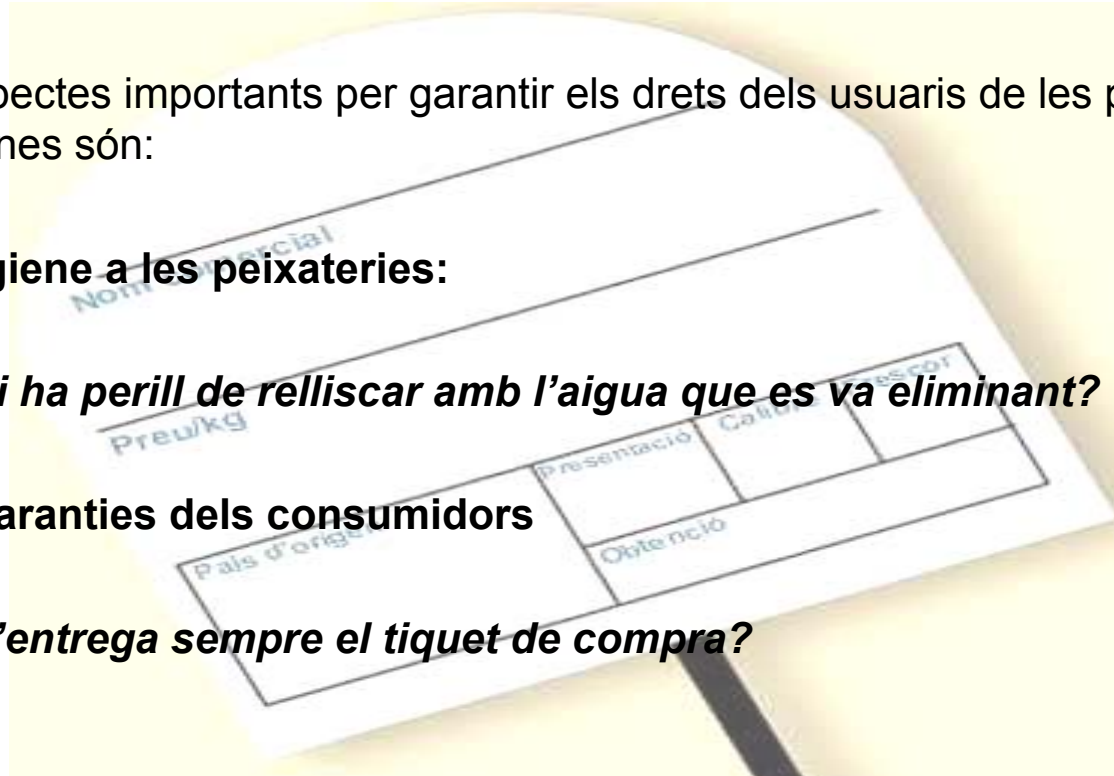 pectes importants per garantir els drets dels usuaris de les p
nes són:
giene a les peixateries:
Nom comercial
i ha perill de relliscar amb l’aigua que es va eliminant?
Preu/kg
Presentació
Calibre
aranties dels consumidors
País d'origen
Obtenció
’entrega sempre el tiquet de compra?